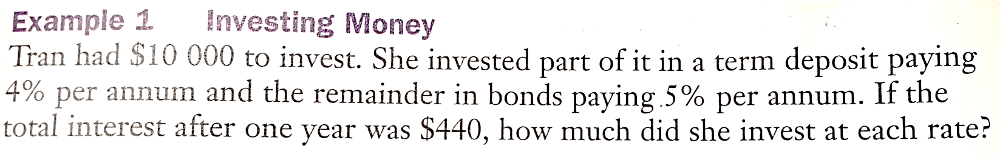 Example 1 Investing Money
Tran had $10 000 to invest. She invested part of it in a term deposit paying
4% per annum and the remainder in bonds paying 5% per annum. If the
total interest after one year was $440, how much did she invest at each rate?